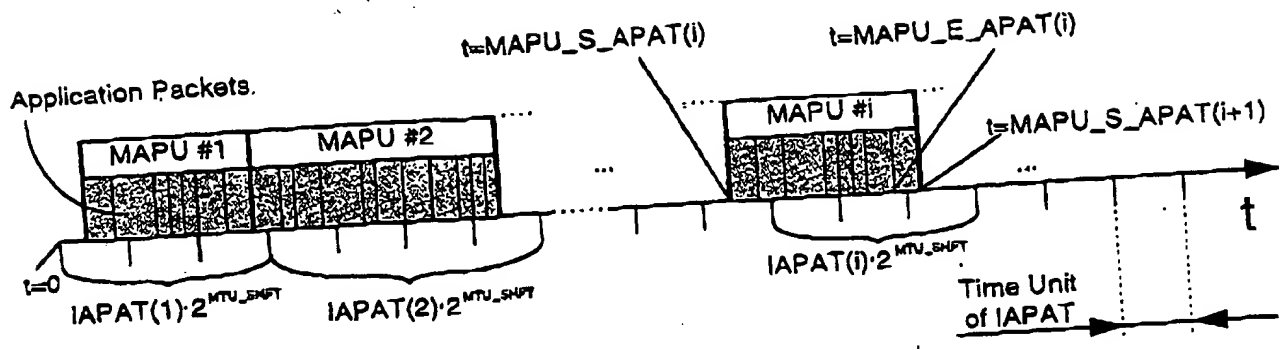 t=MAPU_S_APAT(i)
t=MAPU_E_APAT(i)
Application Packets.
MAPU #1
MAPU #2
MAPU #i
t=MAPU_S_APAT(i+1)
t
t=0
IAPAT(1)·2^MTU_SHFT
IAPAT(2)·2^MTU_SHFT
IAPAT(i)·2^MTU_SHFT
Time Unit
of IAPAT